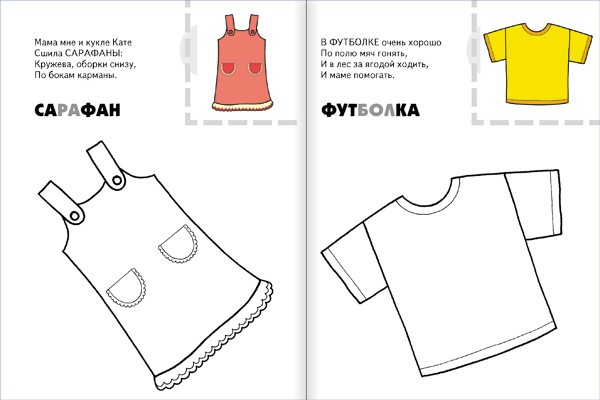 Мама мне и кукле Кате
Сшила САРАФАНЫ:
Кружева, оборки снизу,
По бокам карманы.
САРАФАН
В ФУТБОЛКЕ очень хорошо
По полю мяч гонять,
И в лес за ягодой ходить,
И маме помогать.
ФУТБОЛКА